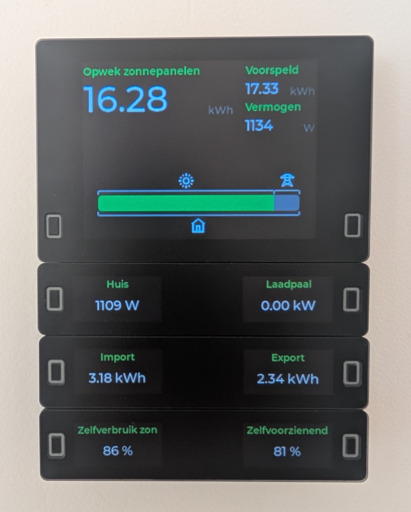 Opwek zonnepanelen
16.28 kWh
Voorspeld
17.33 kWh
Vermogen
1134 W
Huis
1109 W
Laadpaal
0.00 kW
Import
3.18 kWh
Export
2.34 kWh
Zelfverbruik zon
86 %
Zelfvoorzienend
81 %